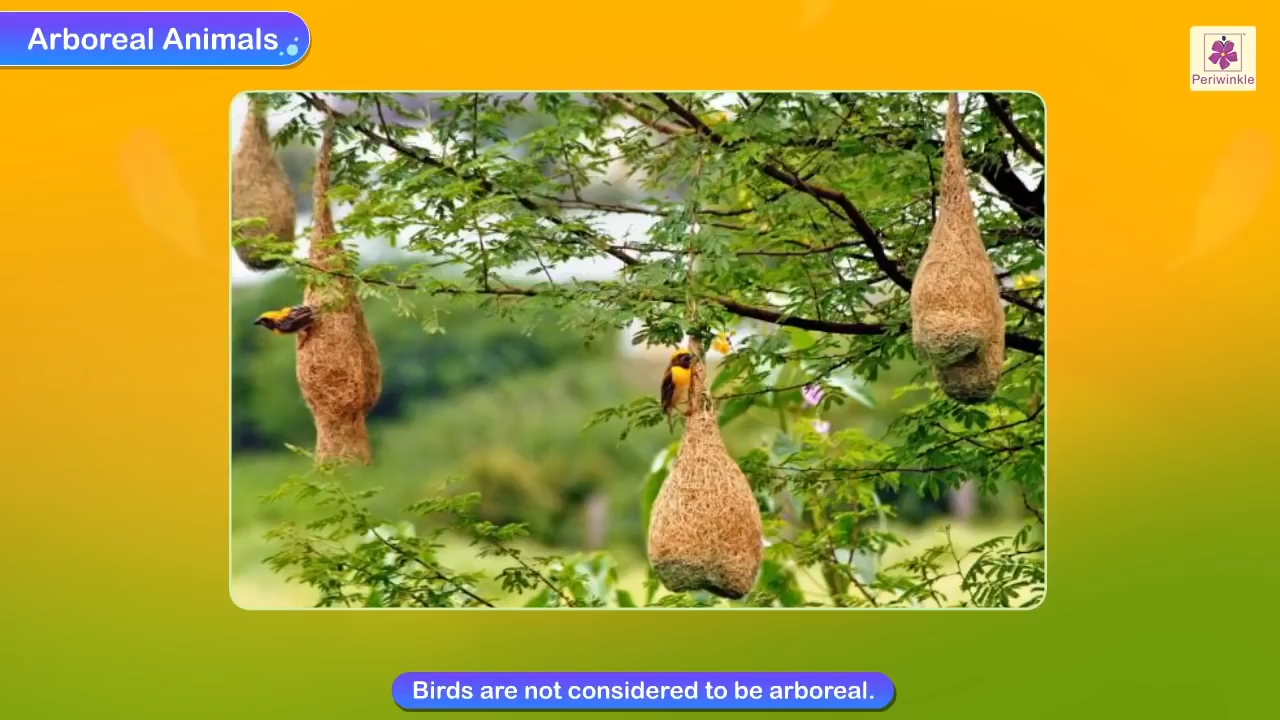 Arboreal Animals
Periwinkle
Birds are not considered to be arboreal.